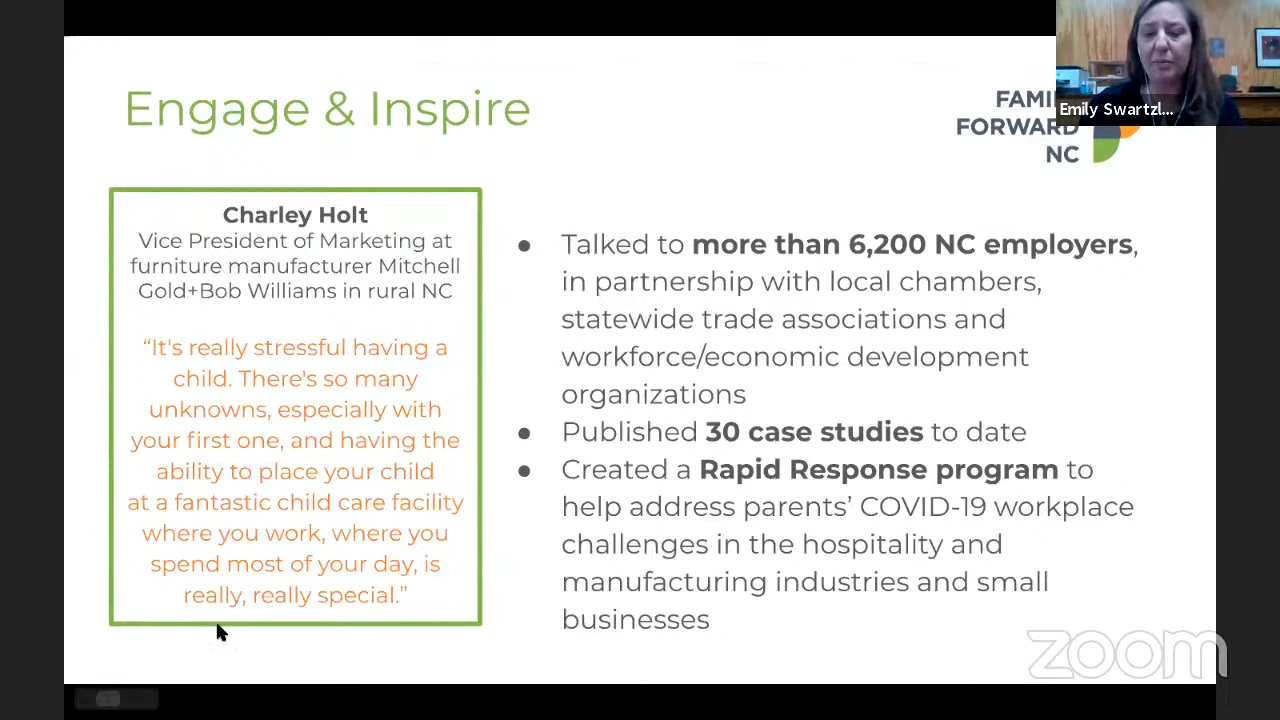 Engage & Inspire
FAMI
FORWARD
NC
Emily Swartzl...
Charley Holt
Vice President of Marketing at
furniture manufacturer Mitchell
Gold+Bob Williams in rural NC
“It's really stressful having a
child. There's so many
unknowns, especially with
your first one, and having the
ability to place your child
at a fantastic child care facility
where you work, where you
spend most of your day, is
really, really special.”
● Talked to more than 6,200 NC employers,
in partnership with local chambers,
statewide trade associations and
workforce/economic development
organizations
● Published 30 case studies to date
● Created a Rapid Response program to
help address parents’ COVID-19 workplace
challenges in the hospitality and
manufacturing industries and small
businesses
zoom